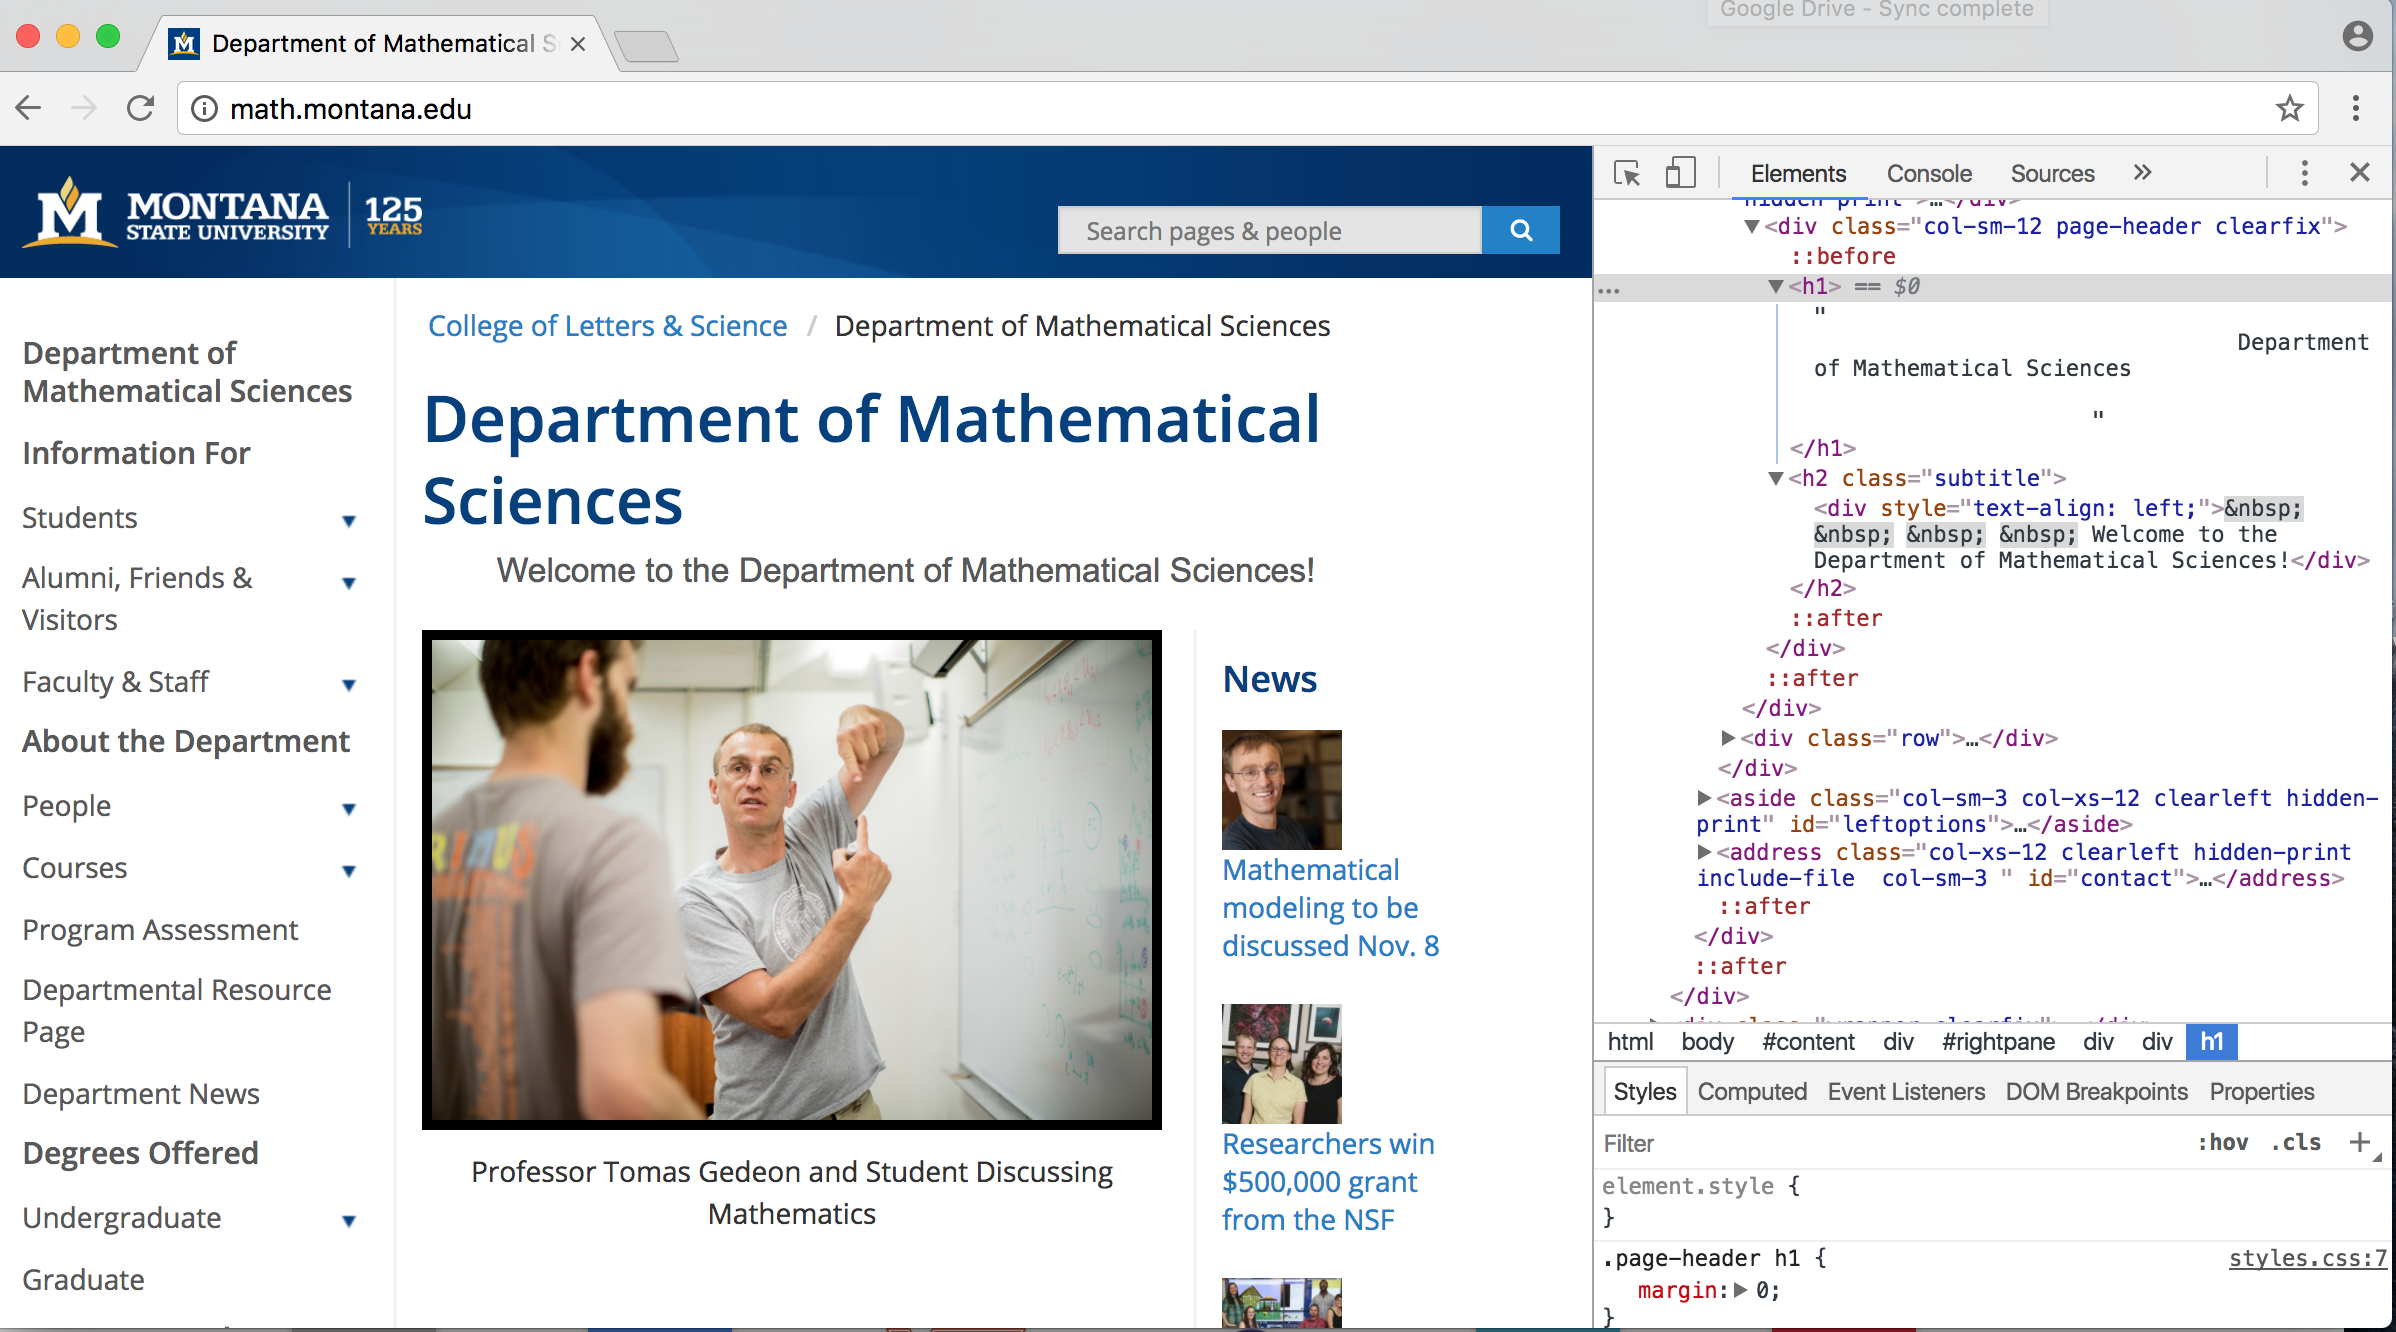 Google Drive - Sync complete
Department of Mathematical S
math.montana.edu
MONTANA
STATE UNIVERSITY
125
YEARS
Search pages & people
Department of
Mathematical Sciences
Information For
Students
Alumni, Friends &
Visitors
Faculty & Staff
About the Department
People
Courses
Program Assessment
Departmental Resource
Page
Department News
Degrees Offered
Undergraduate
Graduate
College of Letters & Science / Department of Mathematical Sciences
Department of Mathematical
Sciences
Welcome to the Department of Mathematical Sciences!
Professor Tomas Gedeon and Student Discussing
Mathematics
News
Mathematical
modeling to be
discussed Nov. 8
Researchers win
$500,000 grant
from the NSF
Elements Console Sources »
hidden-print">…</div>
▼<div class="col-sm-12 page-header clearfix">
::before
… ▼<h1> == $0
"
Department
of Mathematical Sciences
"
</h1>
▼<h2 class="subtitle">
<div style="text-align: left;">&nbsp;
&nbsp; &nbsp; &nbsp; Welcome to the
Department of Mathematical Sciences!</div>
</h2>
::after
</div>
::after
</div>
▶<div class="row">…</div>
</div>
▶<aside class="col-sm-3 col-xs-12 clearleft hidden-
print" id="leftoptions">…</aside>
▶<address class="col-xs-12 clearleft hidden-print
include-file  col-sm-3 " id="contact">…</address>
::after
</div>
::after
</div>
html body #content div #rightpane div div h1
Styles Computed Event Listeners DOM Breakpoints Properties
Filter :hov .cls +
element.style {
}
.page-header h1 { styles.css:7
margin:▶ 0;
}